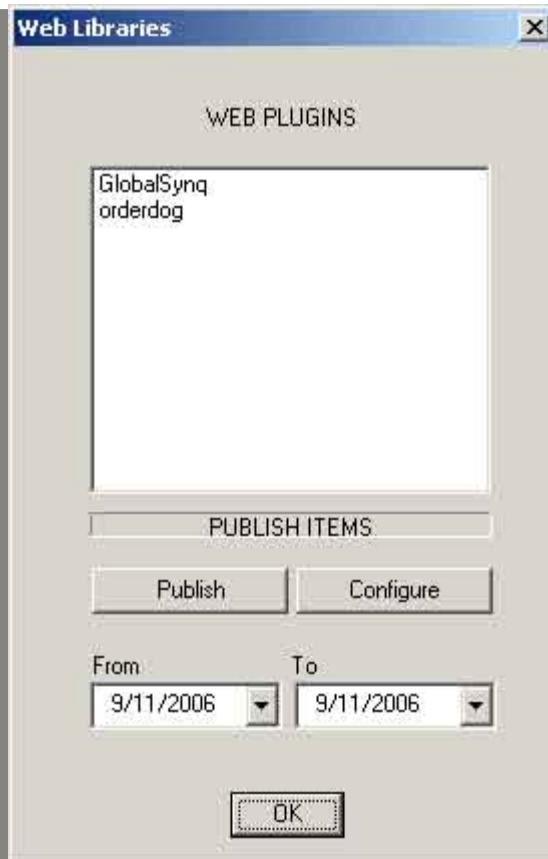 Web Libraries
WEB PLUGINS
GlobalSynq
orderdog
PUBLISH ITEMS
Publish Configure
From To
9/11/2006 9/11/2006
OK